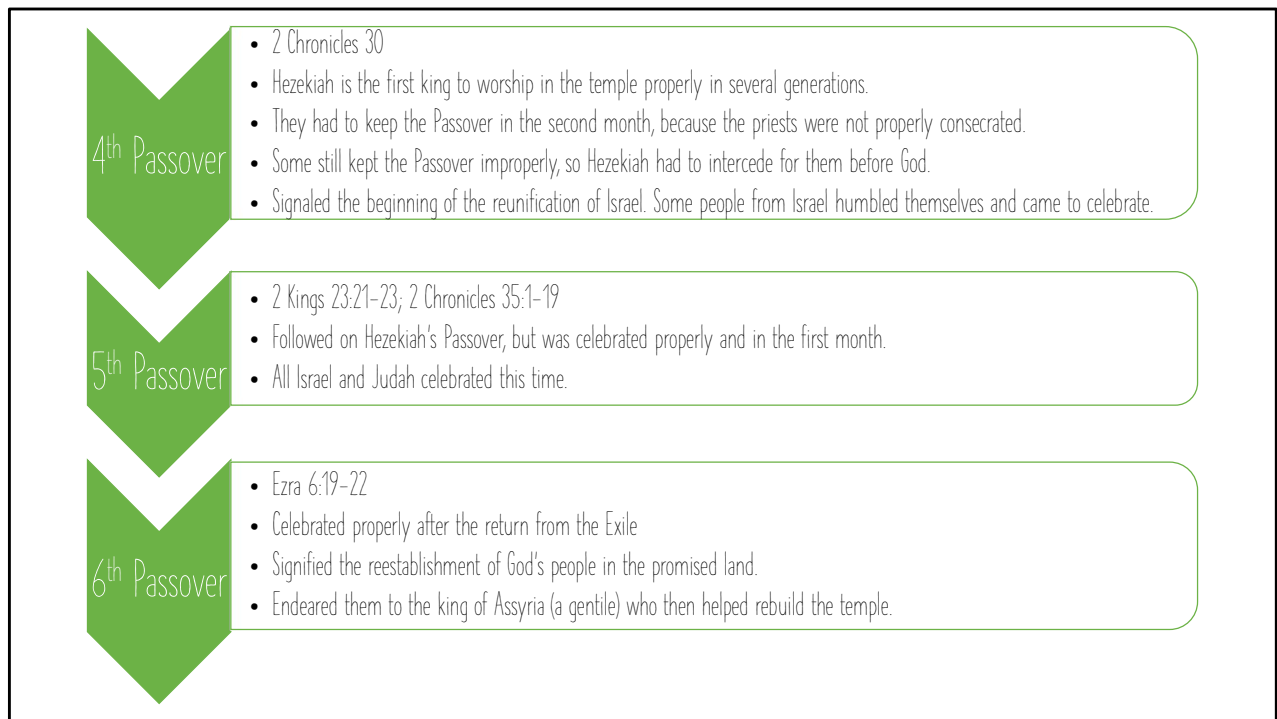 4th Passover
• 2 Chronicles 30
• Hezekiah is the first king to worship in the temple properly in several generations.
• They had to keep the Passover in the second month, because the priests were not properly consecrated.
• Some still kept the Passover improperly, so Hezekiah had to intercede for them before God.
• Signaled the beginning of the reunification of Israel. Some people from Israel humbled themselves and came to celebrate.
5th Passover
• 2 Kings 23:21–23; 2 Chronicles 35:1–19
• Followed on Hezekiah's Passover, but was celebrated properly and in the first month.
• All Israel and Judah celebrated this time.
6th Passover
• Ezra 6:19–22
• Celebrated properly after the return from the Exile
• Signified the reestablishment of God's people in the promised land.
• Endeared them to the king of Assyria (a gentile) who then helped rebuild the temple.